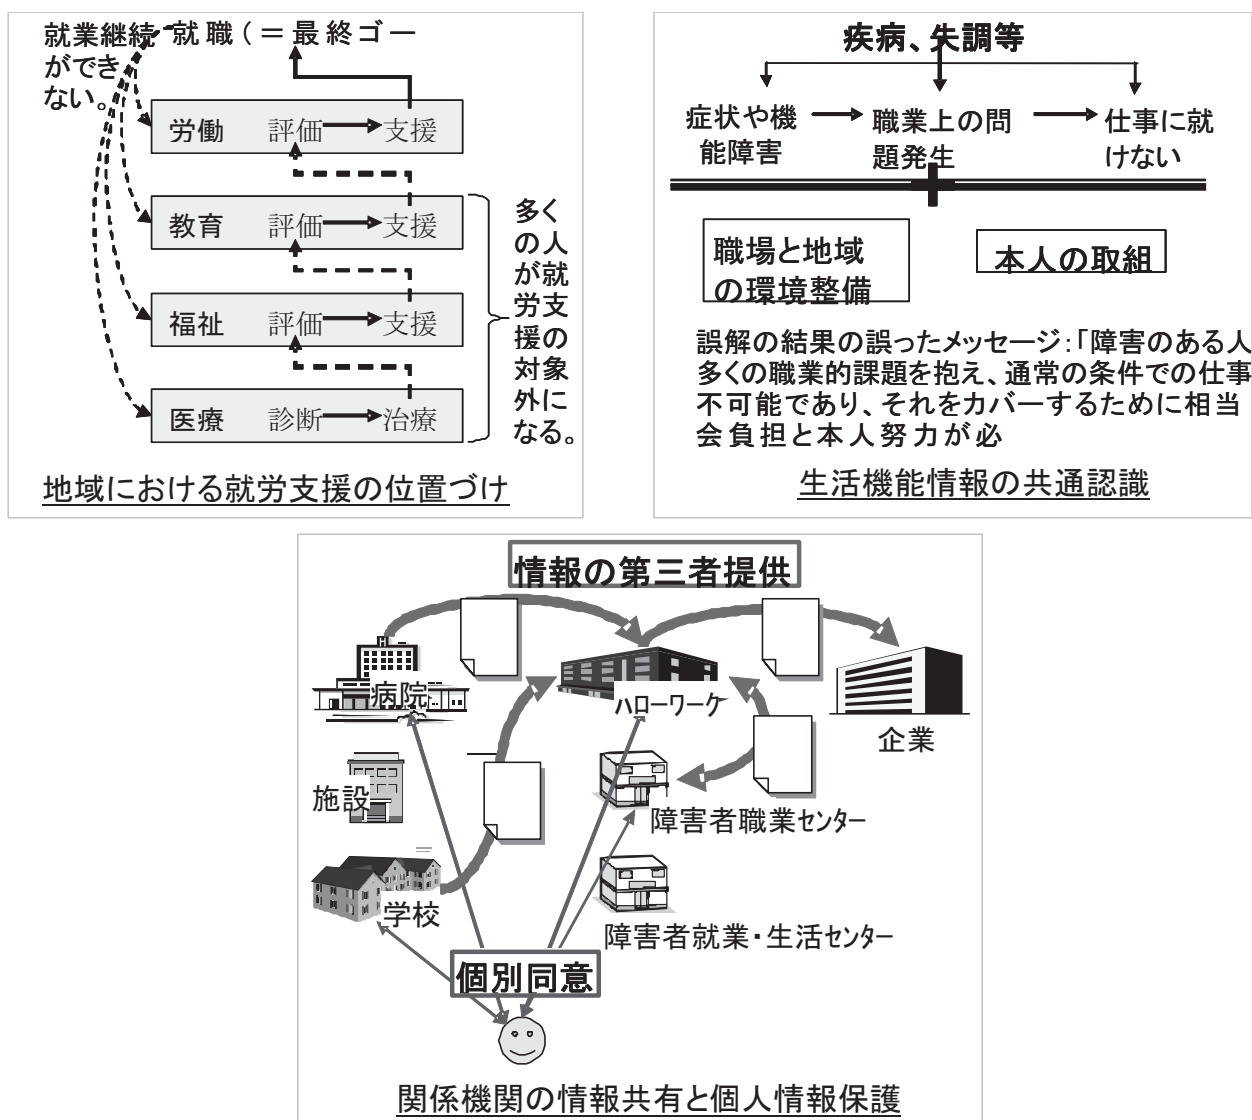 就業継続
ができ
ない。
就職(=最終ゴー
労働 評価 支援
教育 評価 支援
福祉 評価 支援
医療 診断 治療
多く
の人
が就
労支
援の
対象
外に
なる。
地域における就労支援の位置づけ
疾病、失調等
症状や機
能障害
職業上の問
題発生
仕事に就
けない
職場と地域
の環境整備
本人の取組
誤解の結果の誤ったメッセージ:「障害のある人
多くの職業的課題を抱え、通常の条件での仕事
不可能であり、それをカバーするために相当
会負担と本人努力が必
生活機能情報の共通認識
情報の第三者提供
病院
ハローワーク
企業
施設
障害者職業センター
学校
障害者就業・生活センター
個別同意
関係機関の情報共有と個人情報保護